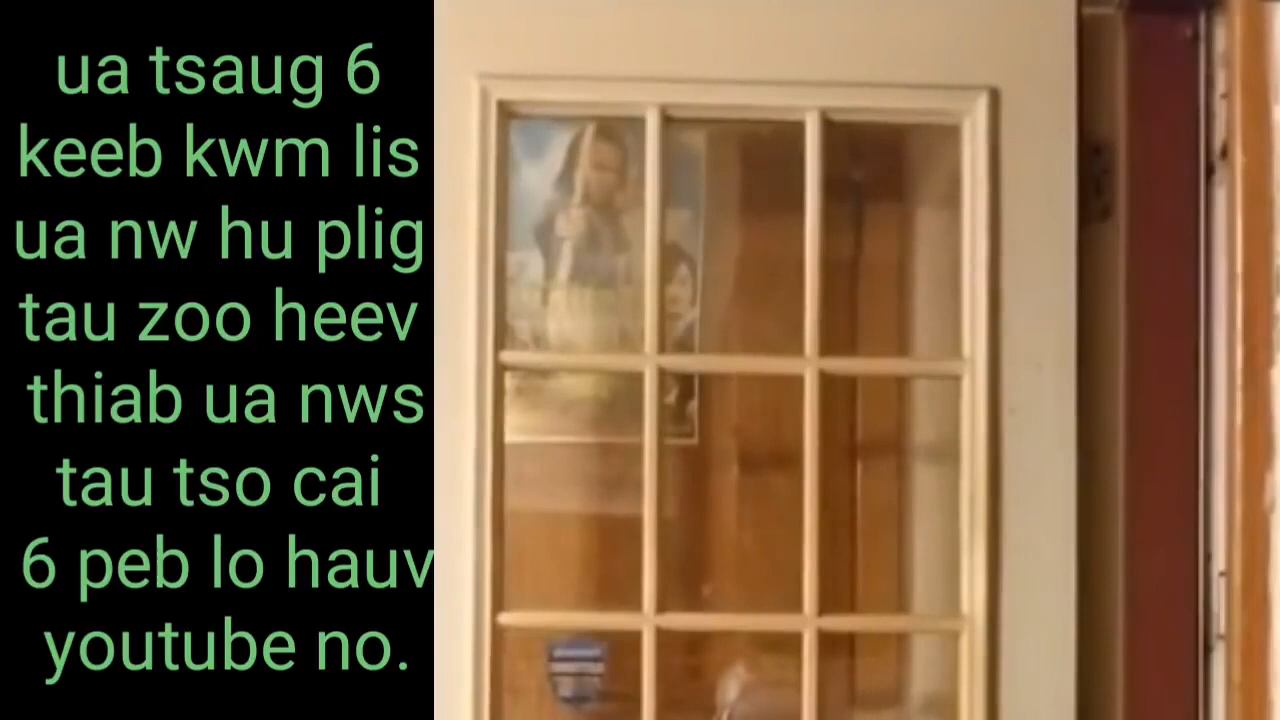 ua tsaug 6
keeb kwm lis
ua nw hu plig
tau zoo heev
thiab ua nws
tau tso cai
6 peb lo hauv
youtube no.